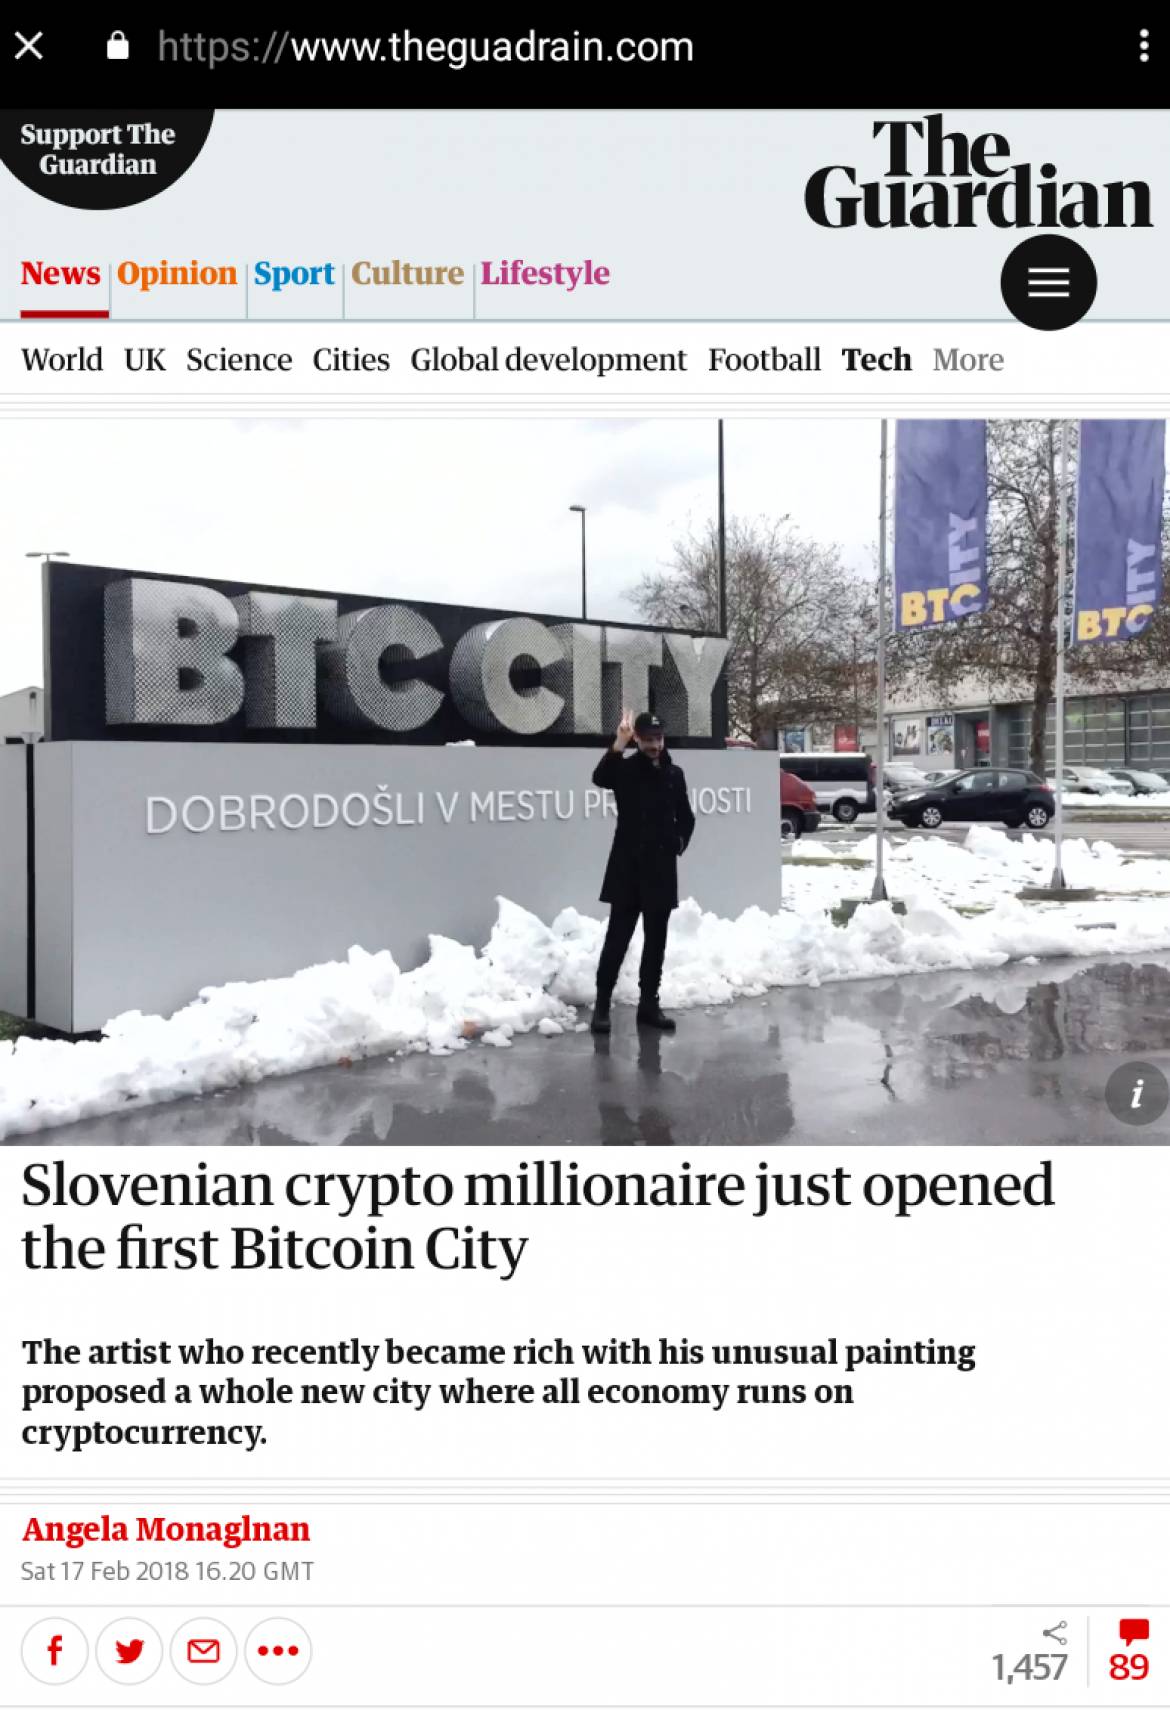 https://www.theguadrain.com
Support The
Guardian
The
Guardian
News Opinion Sport Culture Lifestyle
World UK Science Cities Global development Football Tech More
BTC CITY
DOBRODOŠLI V MESTU PR OSTI
BTC CITY
BTC CITY
i
Slovenian crypto millionaire just opened
the first Bitcoin City
The artist who recently became rich with his unusual painting
proposed a whole new city where all economy runs on
cryptocurrency.
Angela Monaglnan
Sat 17 Feb 2018 16.20 GMT
1,457
89